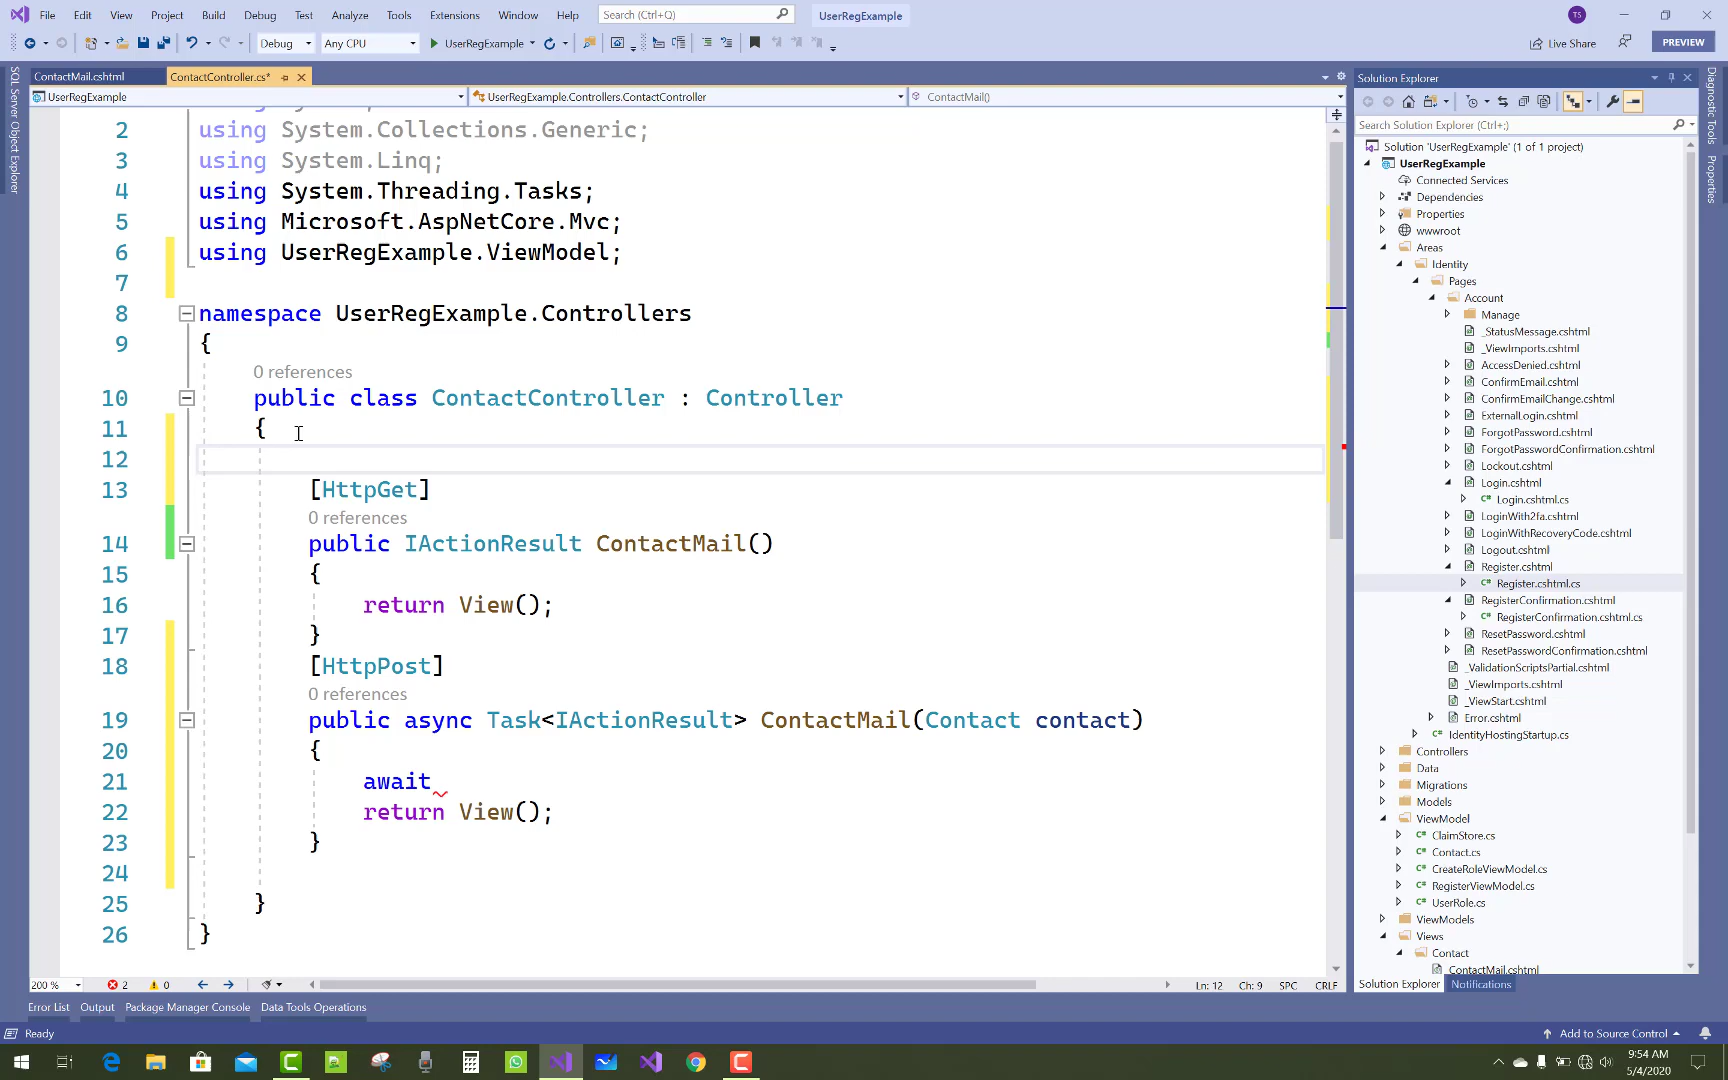 File Edit View Project Build Debug Test Analyze Tools Extensions Window Help Search (Ctrl+Q) UserRegExample TS
Debug Any CPU UserRegExample Live Share PREVIEW
ContactMail.cshtml ContactController.cs*
UserRegExample UserRegExample.Controllers.ContactController ContactMail()
SQL Server Object Explorer
2 using System.Collections.Generic;
3 using System.Linq;
4 using System.Threading.Tasks;
5 using Microsoft.AspNetCore.Mvc;
6 using UserRegExample.ViewModel;
7
8 namespace UserRegExample.Controllers
9 {
0 references
10 public class ContactController : Controller
11 {
12
13 [HttpGet]
0 references
14 public IActionResult ContactMail()
15 {
16 return View();
17 }
18 [HttpPost]
0 references
19 public async Task<IActionResult> ContactMail(Contact contact)
20 {
21 await
22 return View();
23 }
24
25 }
26 }
200 % 2 0 Ln: 12 Ch: 9 SPC CRLF
Error List Output Package Manager Console Data Tools Operations
Solution Explorer
Search Solution Explorer (Ctrl+;)
Solution 'UserRegExample' (1 of 1 project)
UserRegExample
Connected Services
Dependencies
Properties
wwwroot
Areas
Identity
Pages
Account
Manage
_StatusMessage.cshtml
_ViewImports.cshtml
AccessDenied.cshtml
ConfirmEmail.cshtml
ConfirmEmailChange.cshtml
ExternalLogin.cshtml
ForgotPassword.cshtml
ForgotPasswordConfirmation.cshtml
Lockout.cshtml
Login.cshtml
Login.cshtml.cs
LoginWith2fa.cshtml
LoginWithRecoveryCode.cshtml
Logout.cshtml
Register.cshtml
Register.cshtml.cs
RegisterConfirmation.cshtml
RegisterConfirmation.cshtml.cs
ResetPassword.cshtml
ResetPasswordConfirmation.cshtml
_ValidationScriptsPartial.cshtml
_ViewImports.cshtml
_ViewStart.cshtml
Error.cshtml
IdentityHostingStartup.cs
Controllers
Data
Migrations
Models
ViewModel
ClaimStore.cs
Contact.cs
CreateRoleViewModel.cs
RegisterViewModel.cs
UserRole.cs
ViewModels
Views
Contact
ContactMail.cshtml
Solution Explorer Notifications
Diagnostic Tools
Properties
Ready Add to Source Control
9:54 AM
5/4/2020